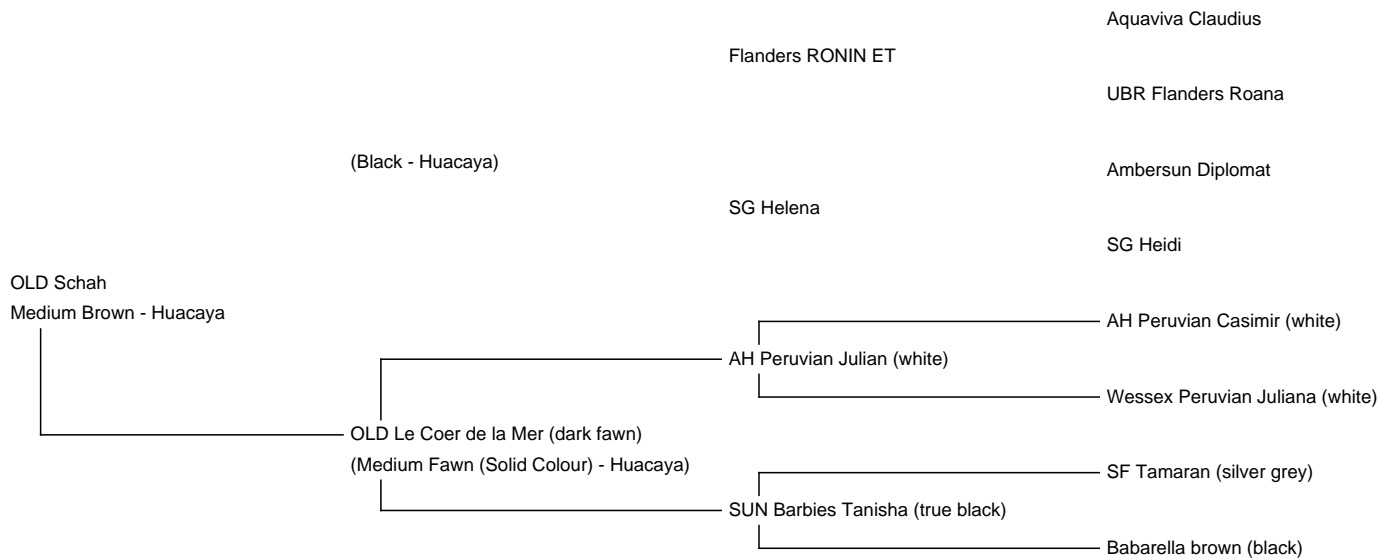 Aquaviva Claudius
Flanders RONIN ET
UBR Flanders Roana
(Black - Huacaya)
Ambersun Diplomat
SG Helena
SG Heidi
OLD Schah
Medium Brown - Huacaya
AH Peruvian Casimir (white)
AH Peruvian Julian (white)
Wessex Peruvian Juliana (white)
OLD Le Coer de la Mer (dark fawn)
(Medium Fawn (Solid Colour) - Huacaya)
SF Tamaran (silver grey)
SUN Barbies Tanisha (true black)
Babarella brown (black)